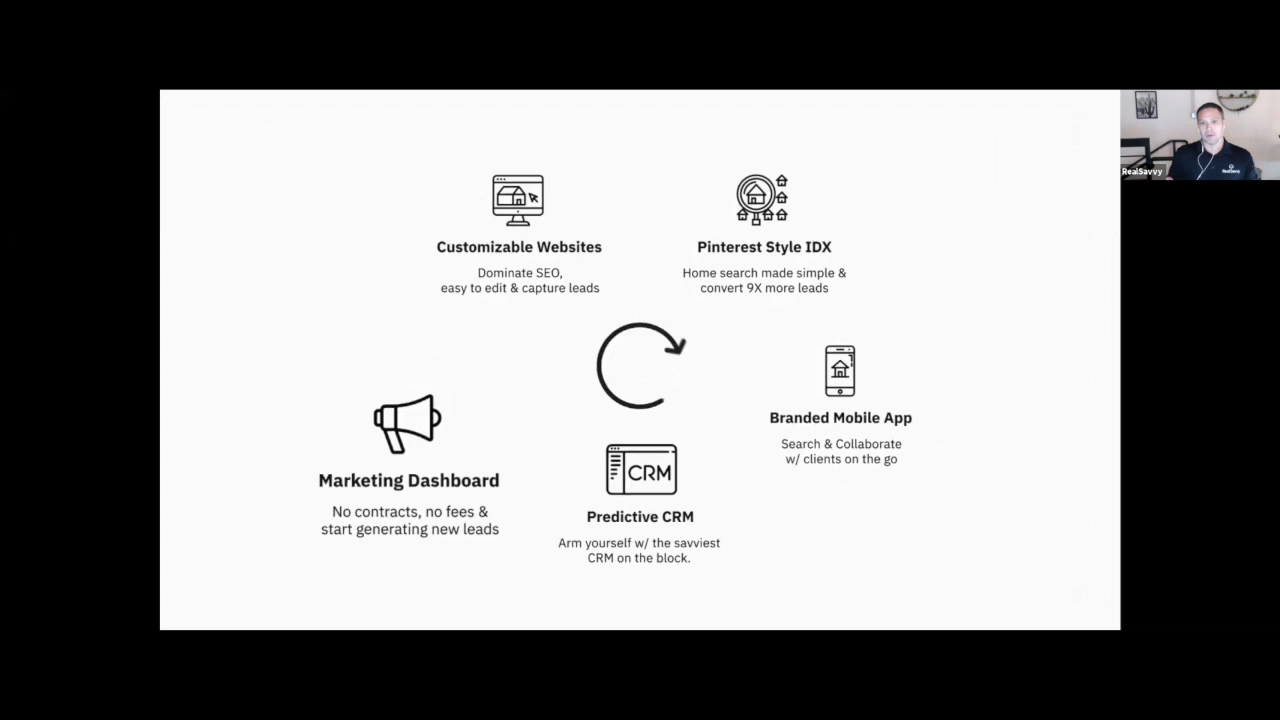 Customizable Websites
Dominate SEO,
easy to edit & capture leads
Pinterest Style IDX
Home search made simple &
convert 9X more leads
Branded Mobile App
Search & Collaborate
w/ clients on the go
CRM
Predictive CRM
Arm yourself w/ the savviest
CRM on the block.
Marketing Dashboard
No contracts, no fees &
start generating new leads
RealSavvy
RealSavvy